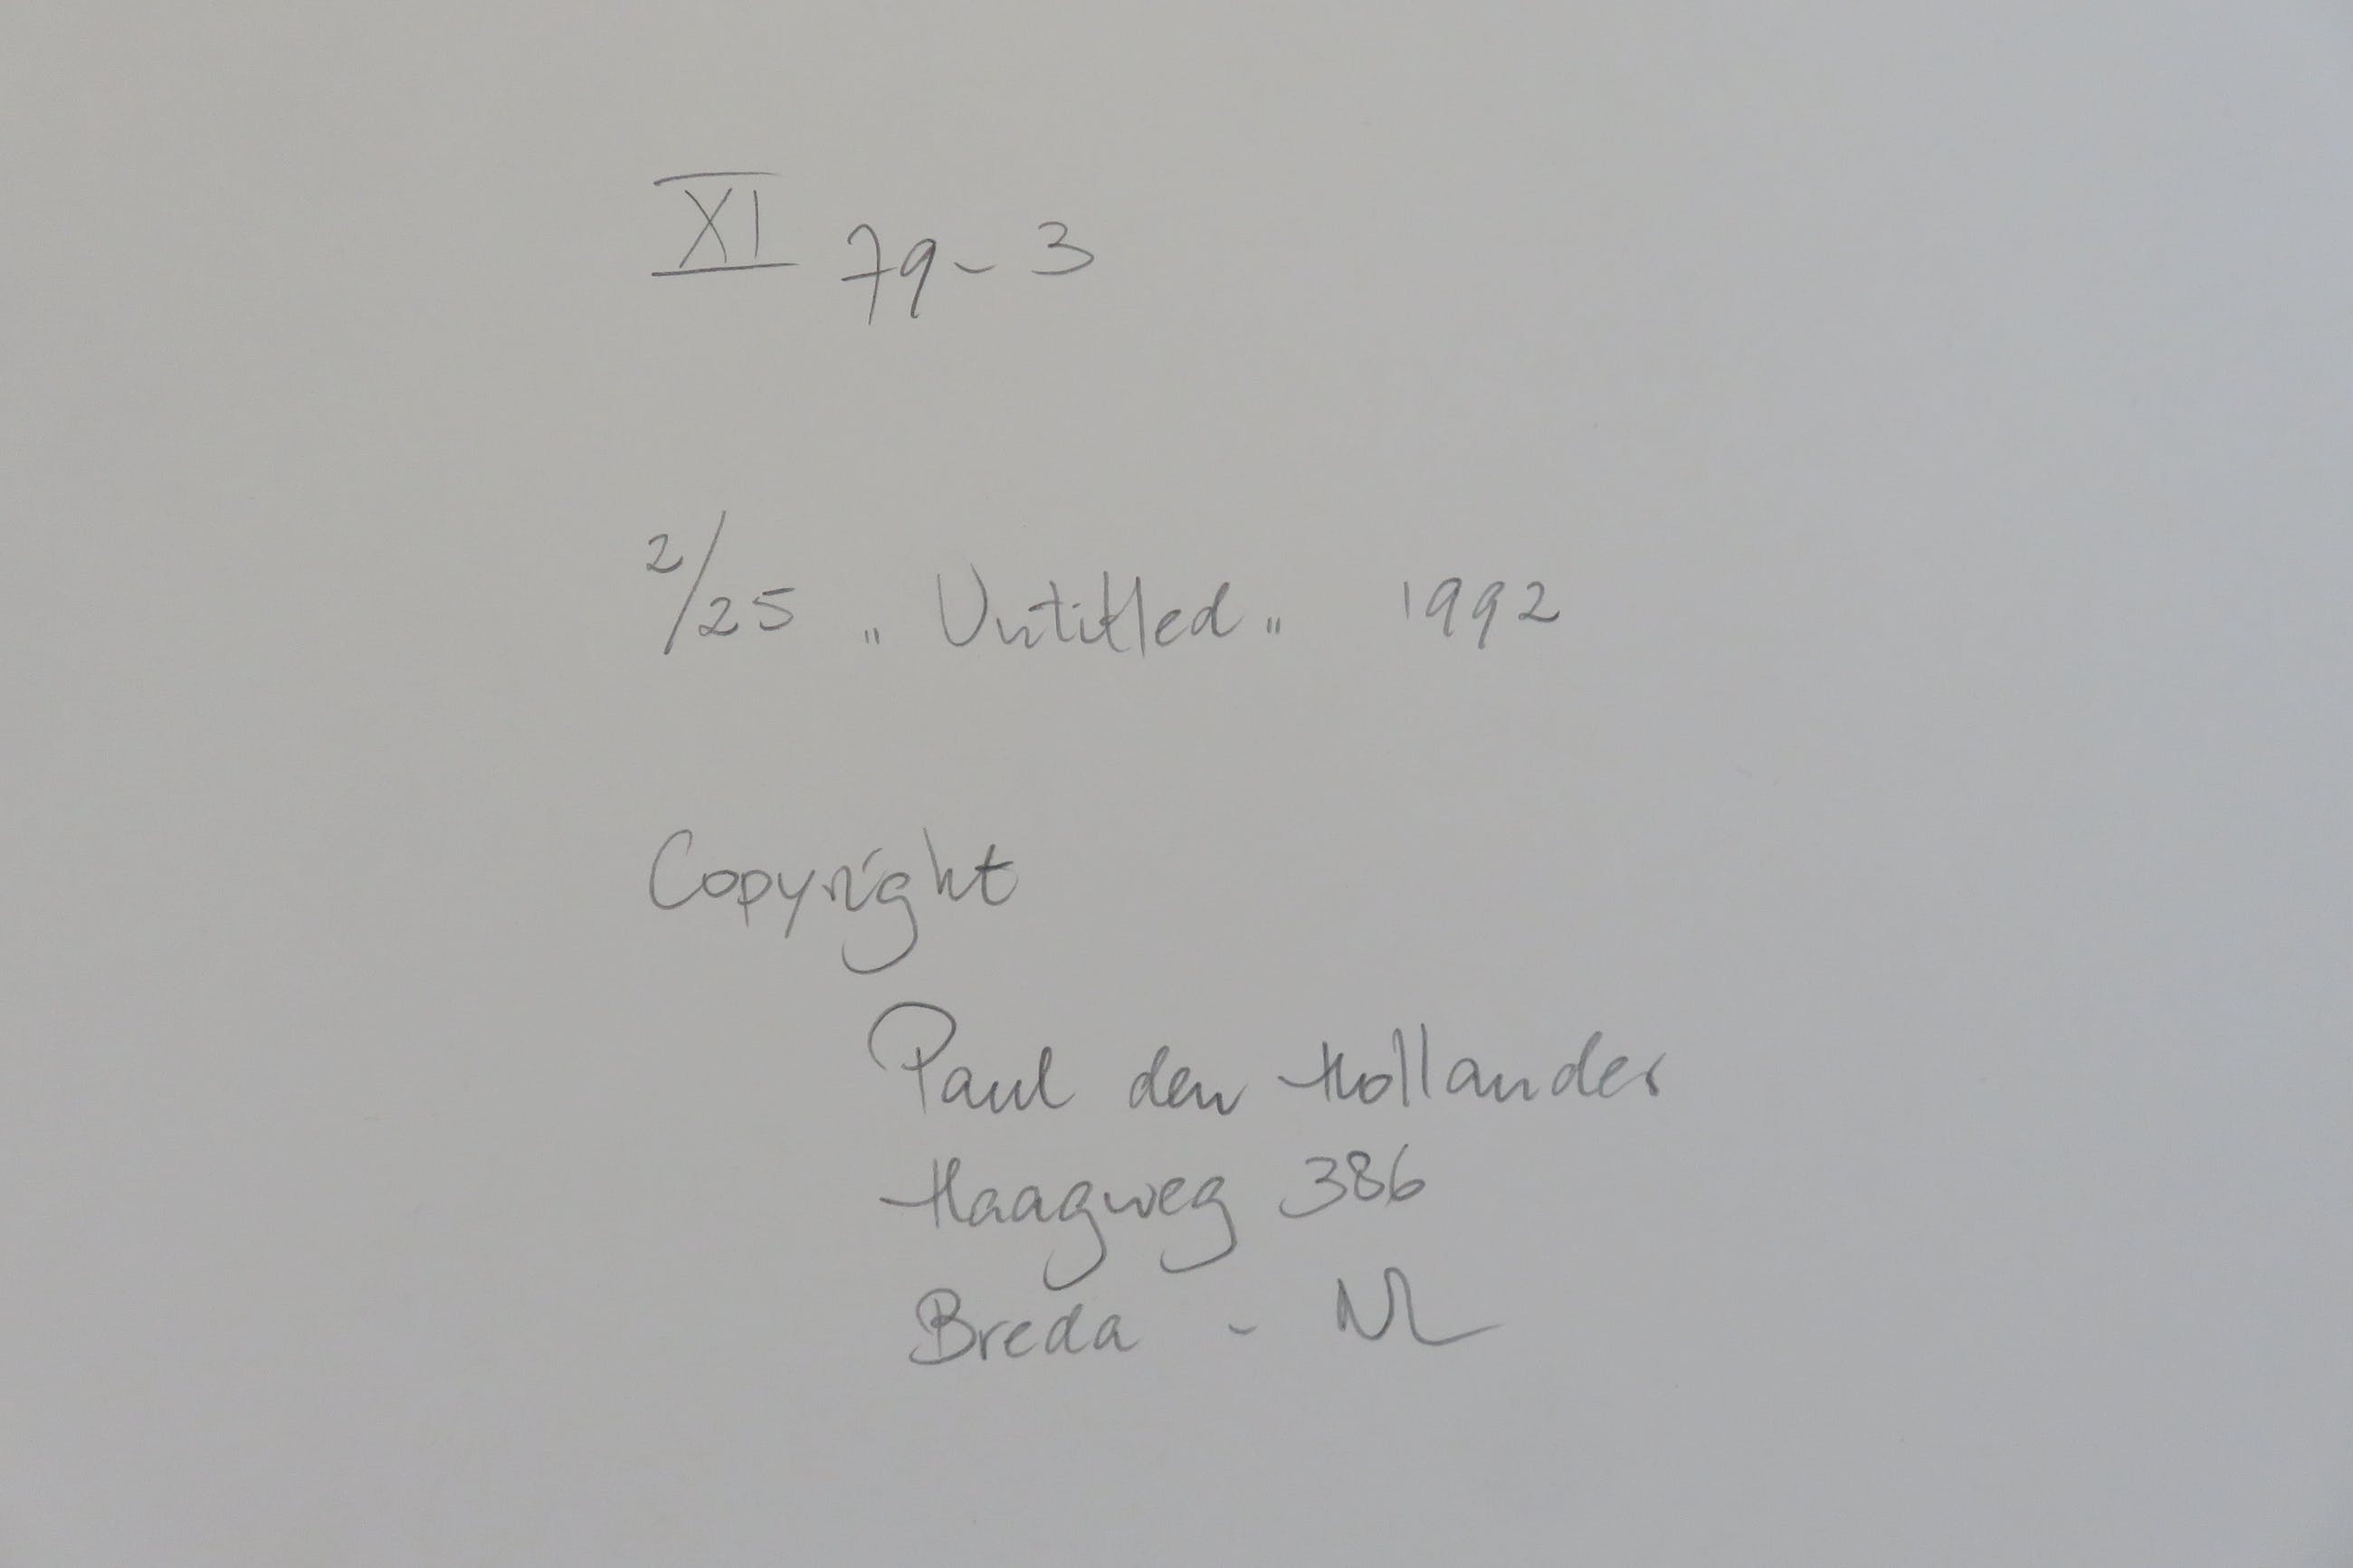 XI 79-3
2/25 „Untitled„ 1992
Copyright
Paul den Hollander
Haagweg 386
Breda - NL